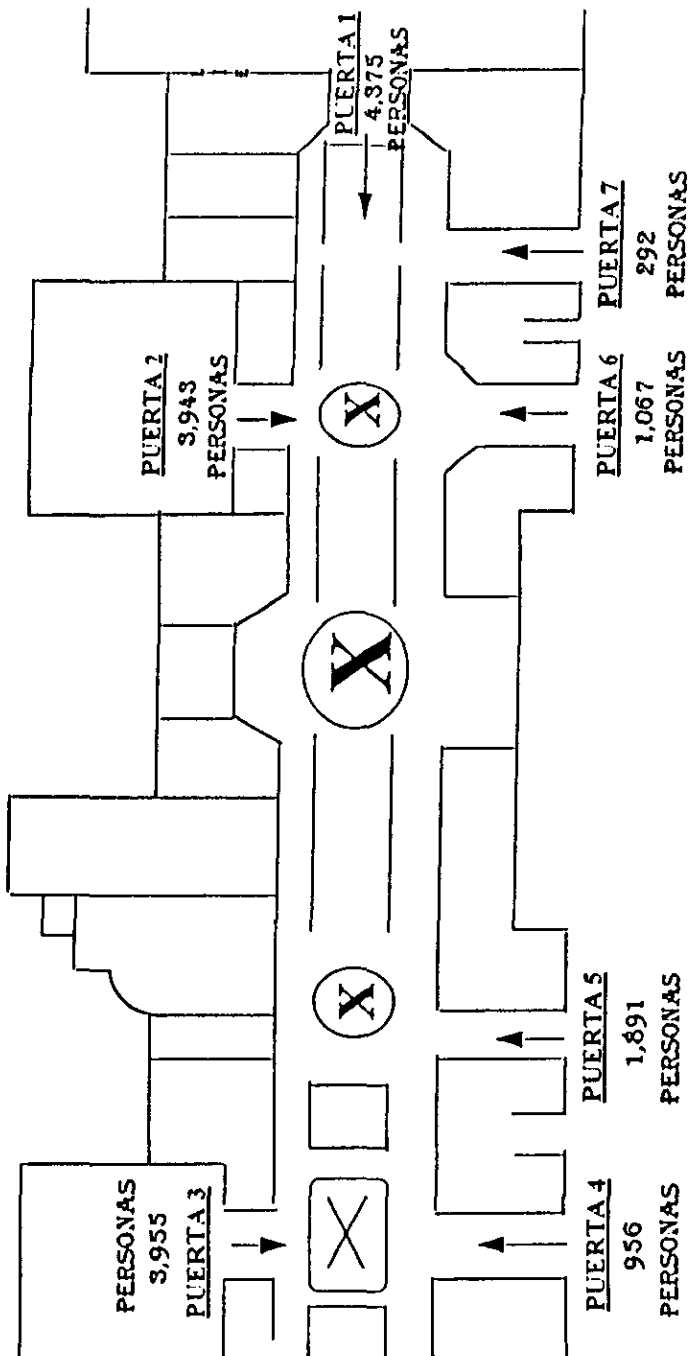 PUERTA 1
4,375
PERSONAS
PUERTA 2
3,943
PERSONAS
X
PUERTA 7
292
PERSONAS
PUERTA 6
1,067
PERSONAS
X
X
PERSONAS
3,955
PUERTA 3
PUERTA 5
1,891
PERSONAS
PUERTA 4
956
PERSONAS